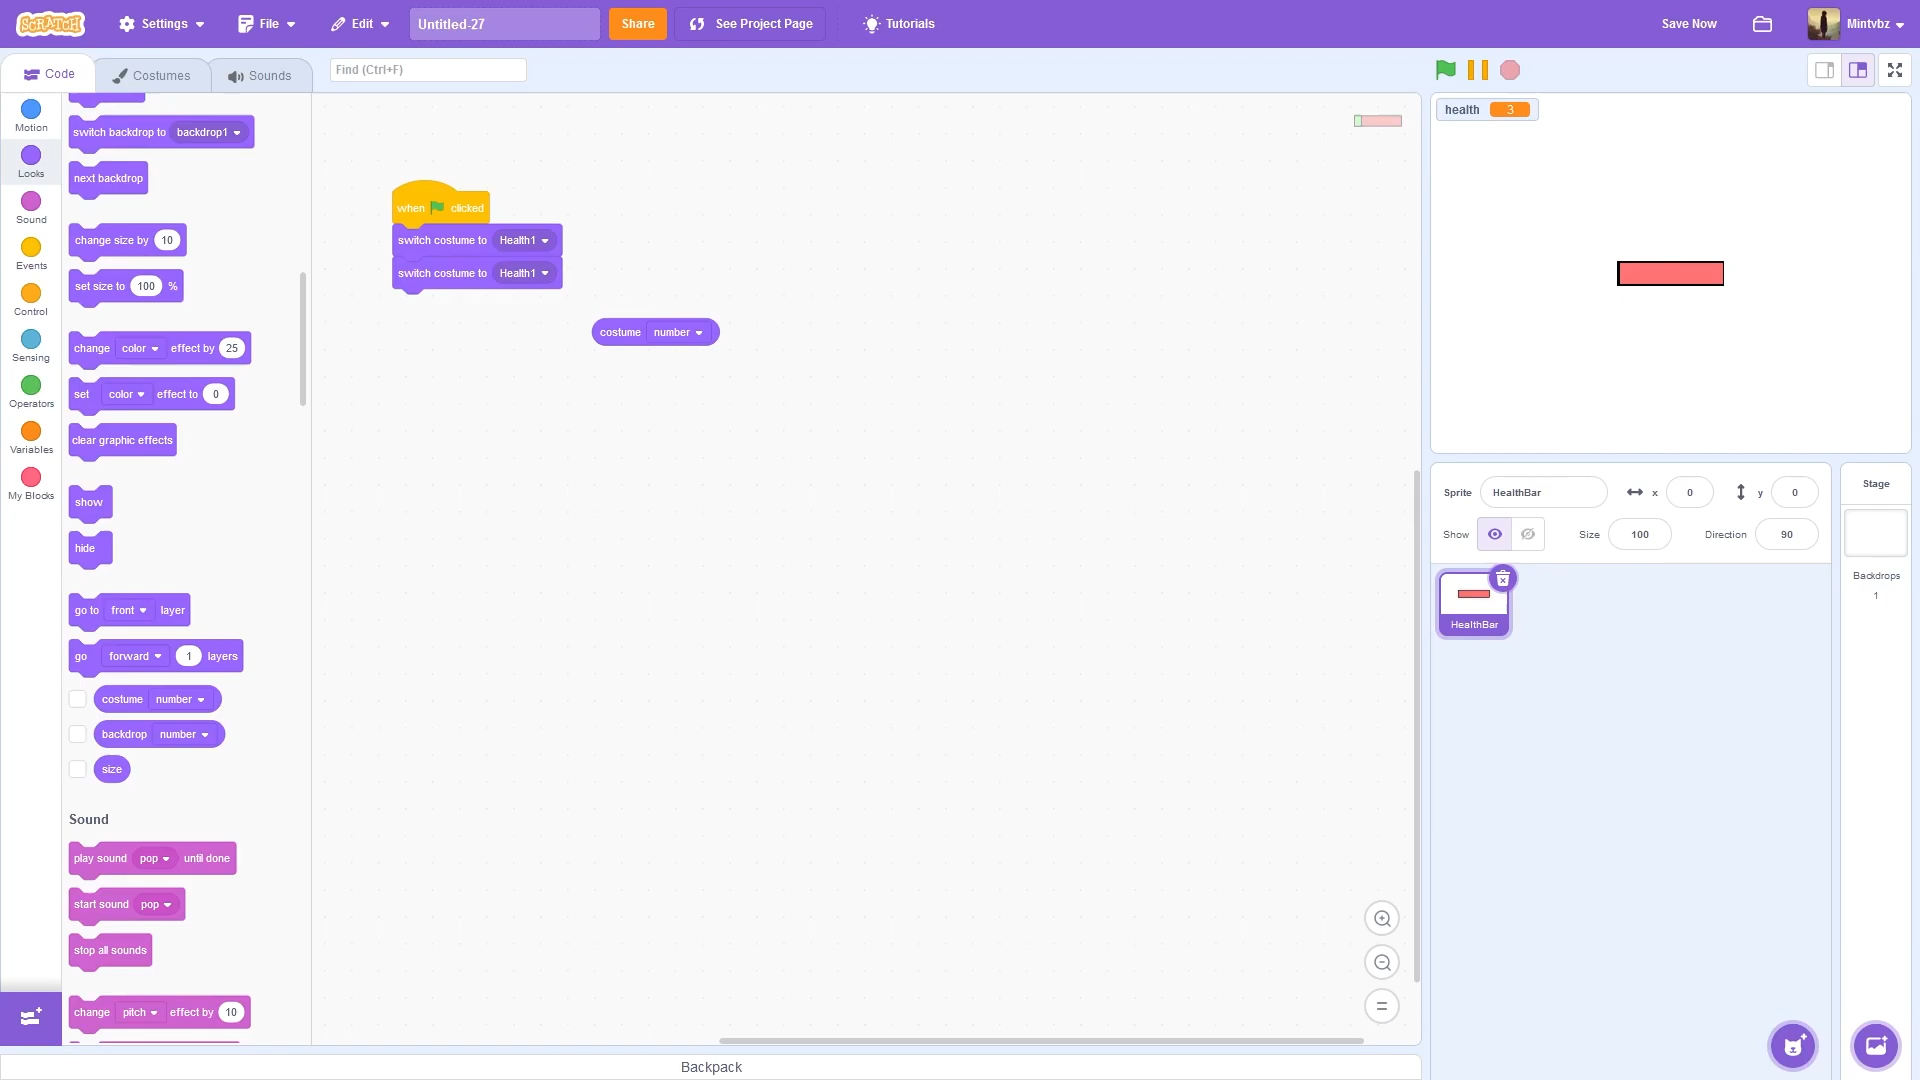 SCRATCH
Settings
File
Edit
Untitled-27
Share
See Project Page
Tutorials
Save Now
Mintvbz
Code
Costumes
Sounds
Find (Ctrl+F)
Motion
Looks
Sound
Events
Control
Sensing
Operators
Variables
My Blocks
switch backdrop to backdrop1
next backdrop
change size by 10
set size to 100 %
change color effect by 25
set color effect to 0
clear graphic effects
show
hide
go to front layer
go forward 1 layers
costume number
backdrop number
size
Sound
play sound pop until done
start sound pop
stop all sounds
change pitch effect by 10
when clicked
switch costume to Health1
switch costume to Health1
costume number
Backpack
health 3
Sprite HealthBar x 0 y 0
Show Size 100 Direction 90
HealthBar
Stage
Backdrops
1